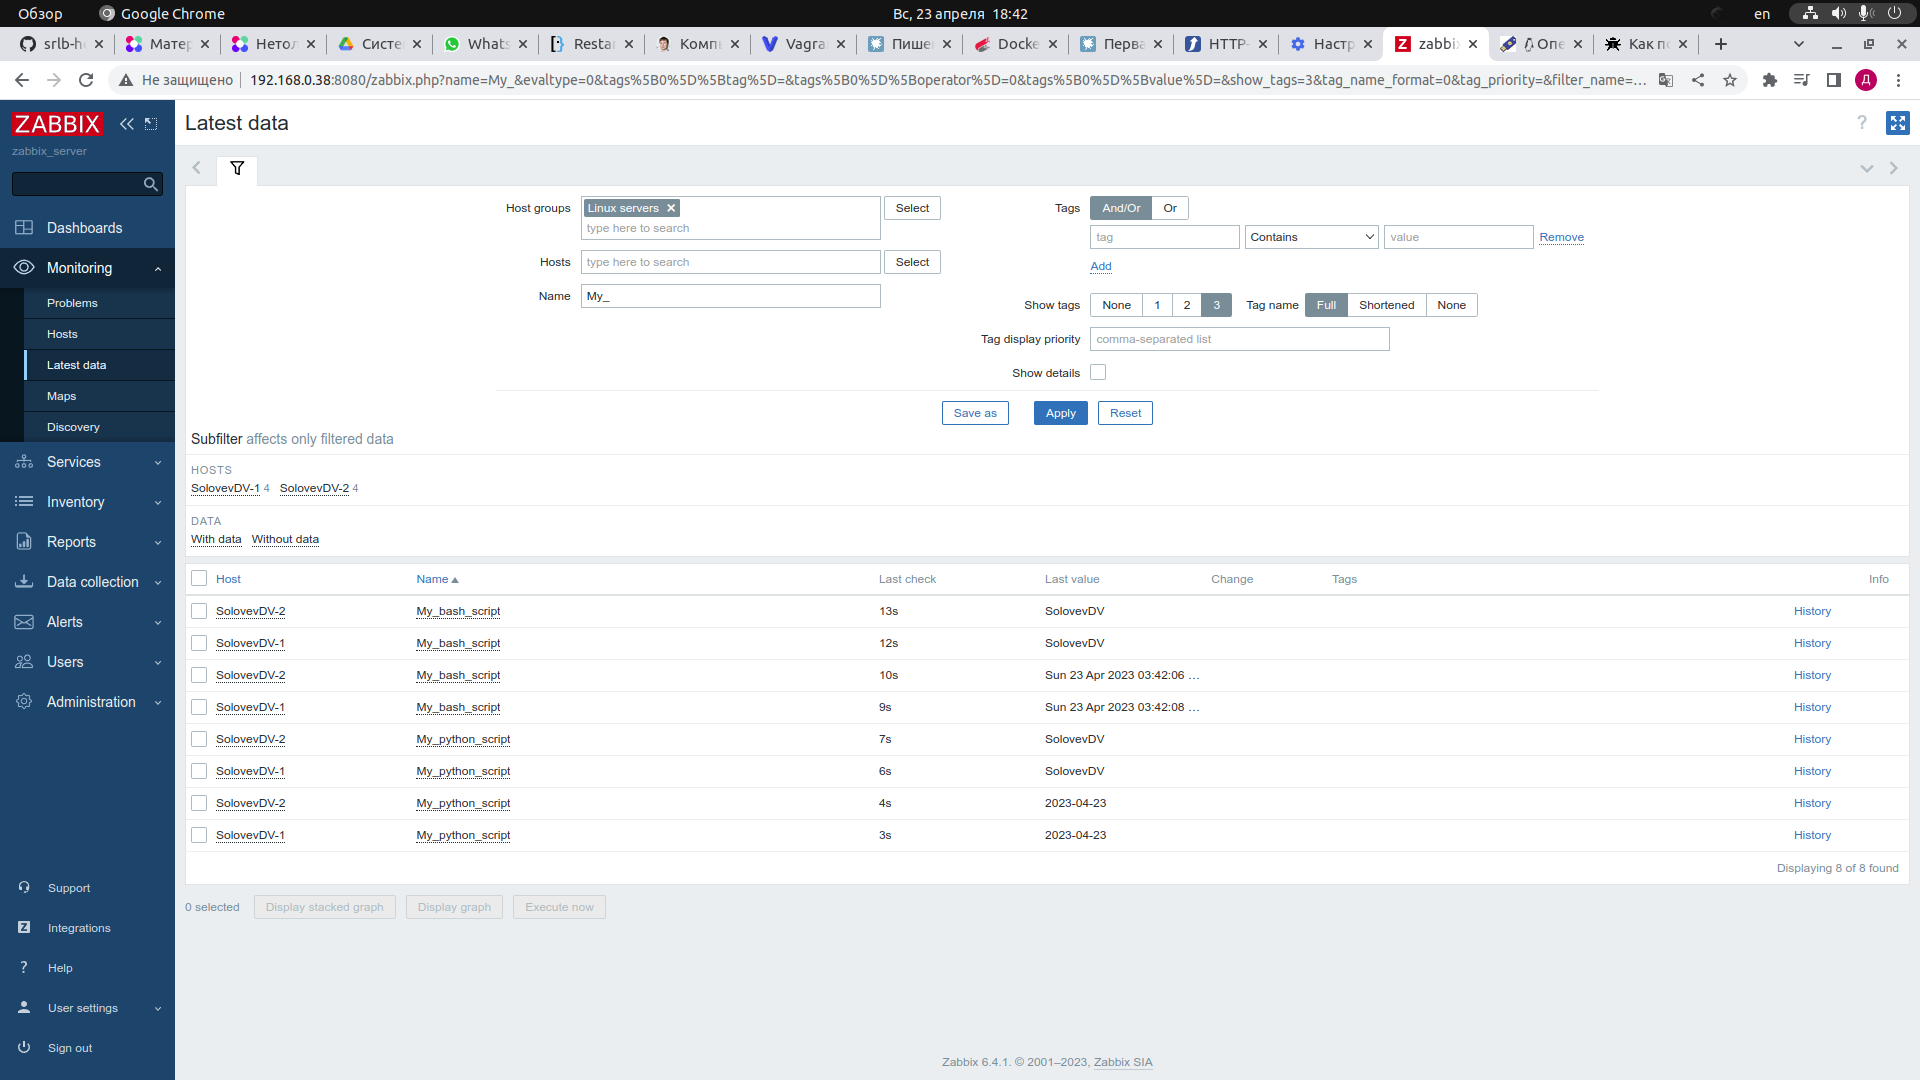 Обзор Google Chrome Вс, 23 апреля 18:42 en
srlb-h Матер Нетол Систе Whats Resta Комп Vagra Пише Docke Перва HTTP- Настр zabbi Опе Как п
Не защищено 192.168.0.38:8080/zabbix.php?name=My_&evaltype=0&tags%5B0%5D%5Btag%5D=&tags%5B0%5D%5Boperator%5D=0&tags%5B0%5D%5Bvalue%5D=&show_tags=3&tag_name_format=0&tag_priority=&filter_name=... Д
ZABBIX
zabbix_server
Dashboards
Monitoring
Problems
Hosts
Latest data
Maps
Discovery
Services
Inventory
Reports
Data collection
Alerts
Users
Administration
Support
Integrations
Help
User settings
Sign out
Latest data ?
Host groups Linux servers Select
type here to search
Hosts type here to search Select
Name My_
Tags And/Or Or
tag Contains value Remove
Add
Show tags None 1 2 3 Tag name Full Shortened None
Tag display priority comma-separated list
Show details
Save as Apply Reset
Subfilter affects only filtered data
HOSTS
SolovevDV-1 4 SolovevDV-2 4
DATA
With data Without data
Host Name Last check Last value Change Tags Info
SolovevDV-2 My_bash_script 13s SolovevDV History
SolovevDV-1 My_bash_script 12s SolovevDV History
SolovevDV-2 My_bash_script 10s Sun 23 Apr 2023 03:42:06 ... History
SolovevDV-1 My_bash_script 9s Sun 23 Apr 2023 03:42:08 ... History
SolovevDV-2 My_python_script 7s SolovevDV History
SolovevDV-1 My_python_script 6s SolovevDV History
SolovevDV-2 My_python_script 4s 2023-04-23 History
SolovevDV-1 My_python_script 3s 2023-04-23 History
Displaying 8 of 8 found
0 selected Display stacked graph Display graph Execute now
Zabbix 6.4.1. © 2001–2023, Zabbix SIA